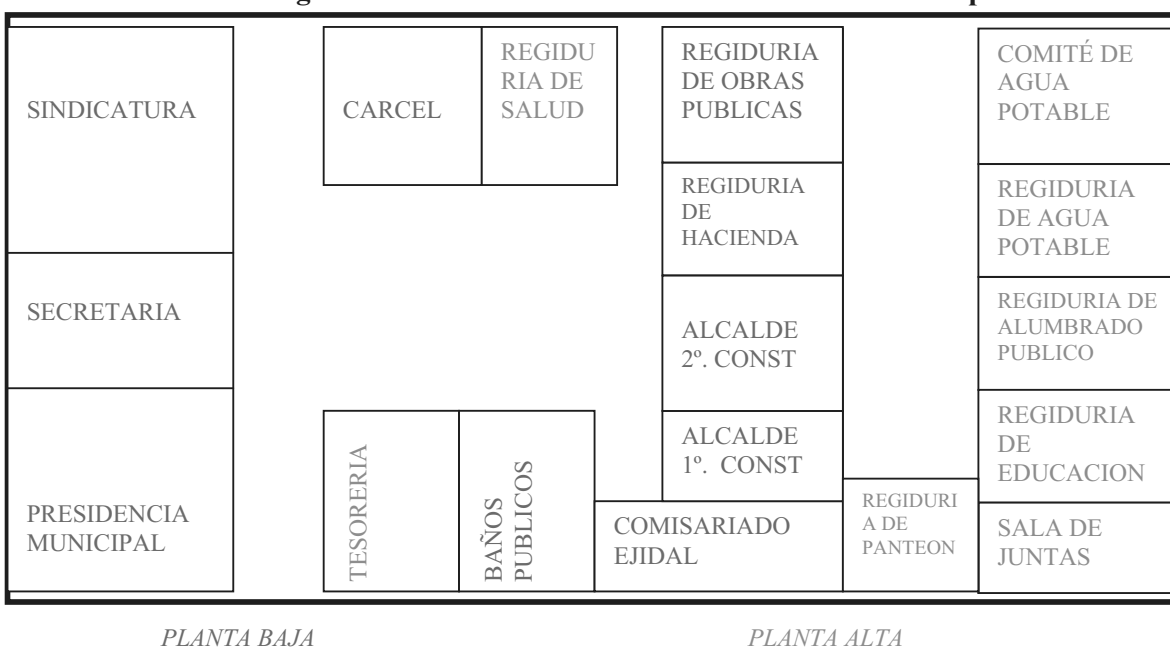 SINDICATURA
SECRETARIA
PRESIDENCIA
MUNICIPAL
CARCEL
REGIDU
RIA DE
SALUD
TESORERIA
BAÑOS
PUBLICOS
REGIDURIA
DE OBRAS
PUBLICAS
REGIDURIA
DE
HACIENDA
ALCALDE
2º. CONST
ALCALDE
1º. CONST
COMISARIADO
EJIDAL
REGIDURI
A DE
PANTEON
COMITÉ DE
AGUA
POTABLE
REGIDURIA
DE AGUA
POTABLE
REGIDURIA DE
ALUMBRADO
PUBLICO
REGIDURIA
DE
EDUCACION
SALA DE
JUNTAS
PLANTA BAJA
PLANTA ALTA